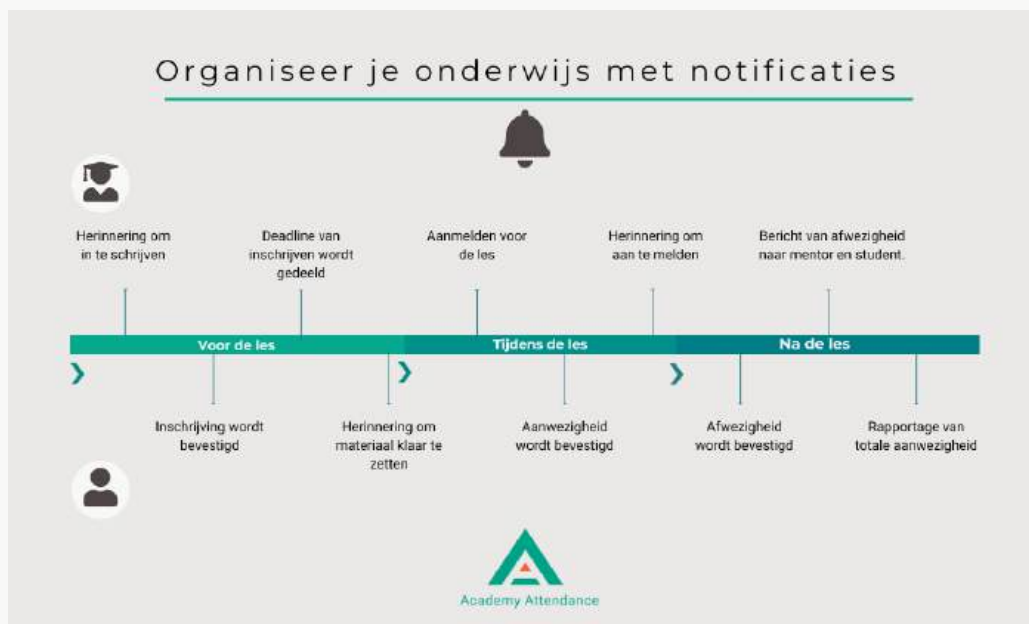 Organiseer je onderwijs met notificaties
Herinnering om
in te schrijven
Deadline van
inschrijven wordt
gedeeld
Aanmelden voor
de les
Herinnering om
aan te melden
Bericht van afwezigheid
naar mentor en student.
Voor de les
Tijdens de les
Na de les
Inschrijving wordt
bevestigd
Herinnering om
materiaal klaar te
zetten
Aanwezigheid
wordt bevestigd
Afwezigheid
wordt bevestigd
Rapportage van
totale aanwezigheid
Academy Attendance